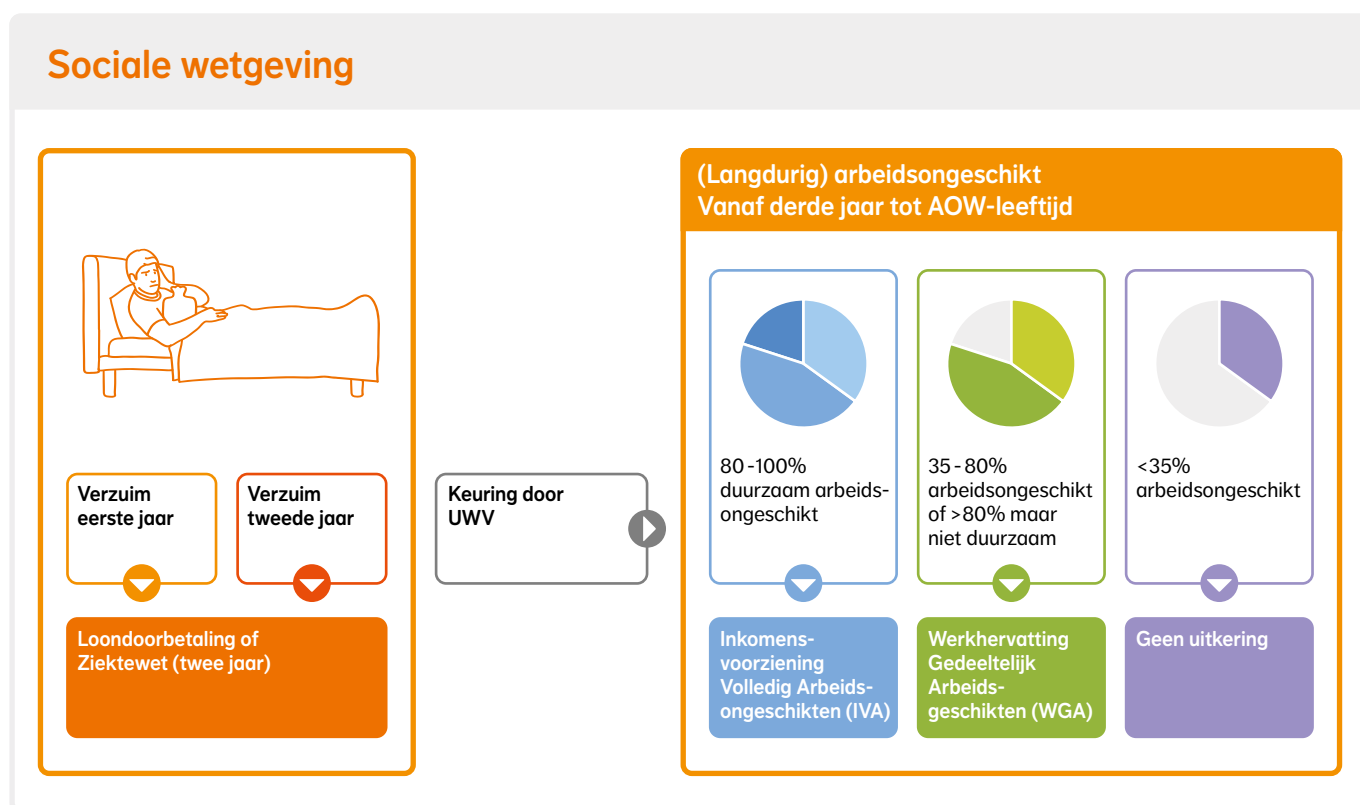 Sociale wetgeving
Verzuim
eerste jaar
Verzuim
tweede jaar
Loondoorbetaling of
Ziektewet (twee jaar)
Keuring door
UWV
(Langdurig) arbeidsongeschikt
Vanaf derde jaar tot AOW-leeftijd
80-100%
duurzaam arbeids-
ongeschikt
Inkomens-
voorziening
Volledig Arbeids-
ongeschikten (IVA)
35-80%
arbeidsongeschikt
of >80% maar
niet duurzaam
Werkhervatting
Gedeeltelijk
Arbeids-
geschikten (WGA)
<35%
arbeidsongeschikt
Geen uitkering